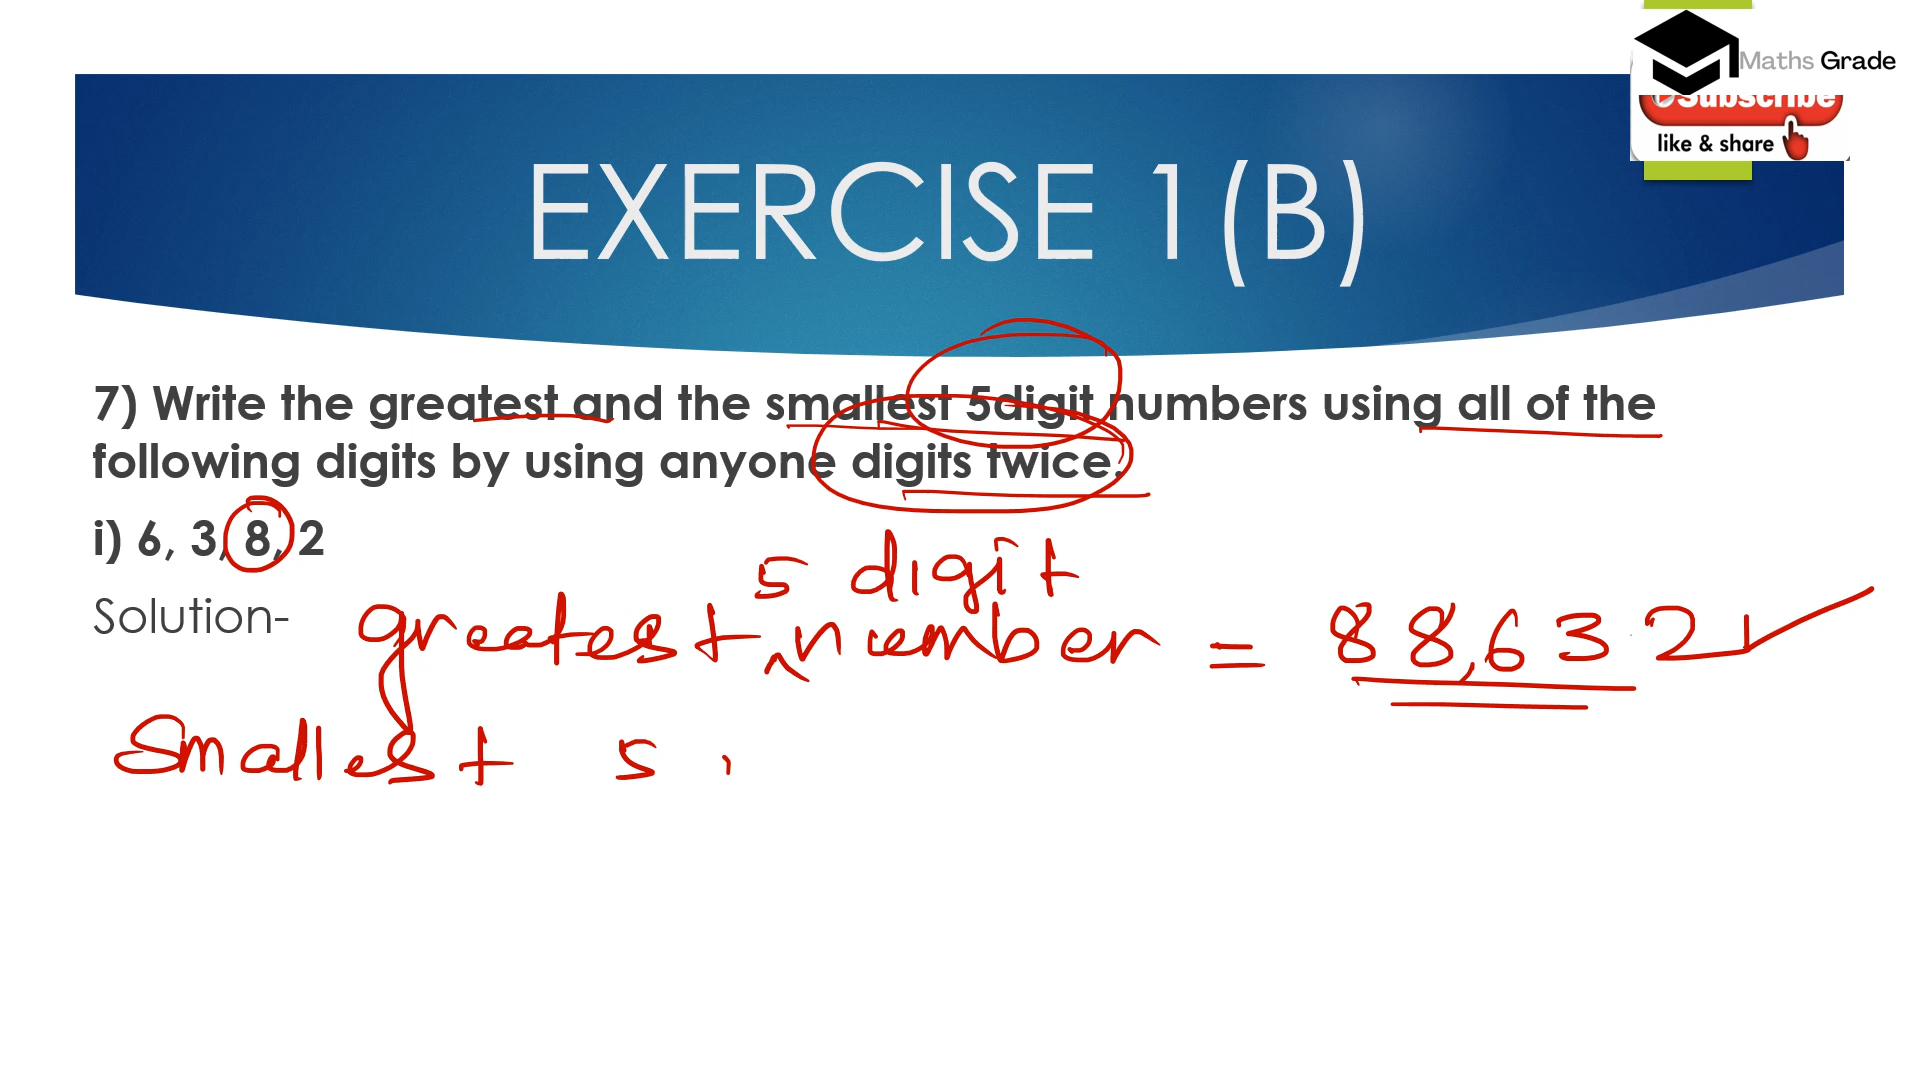 Maths Grade
Subscribe
like & share
EXERCISE 1(B)
7) Write the greatest and the smallest 5digit numbers using all of the
following digits by using anyone digits twice.
i) 6, 3, 8, 2
5 digit
Solution- greatest ^ number = 88,632
Smallest 5